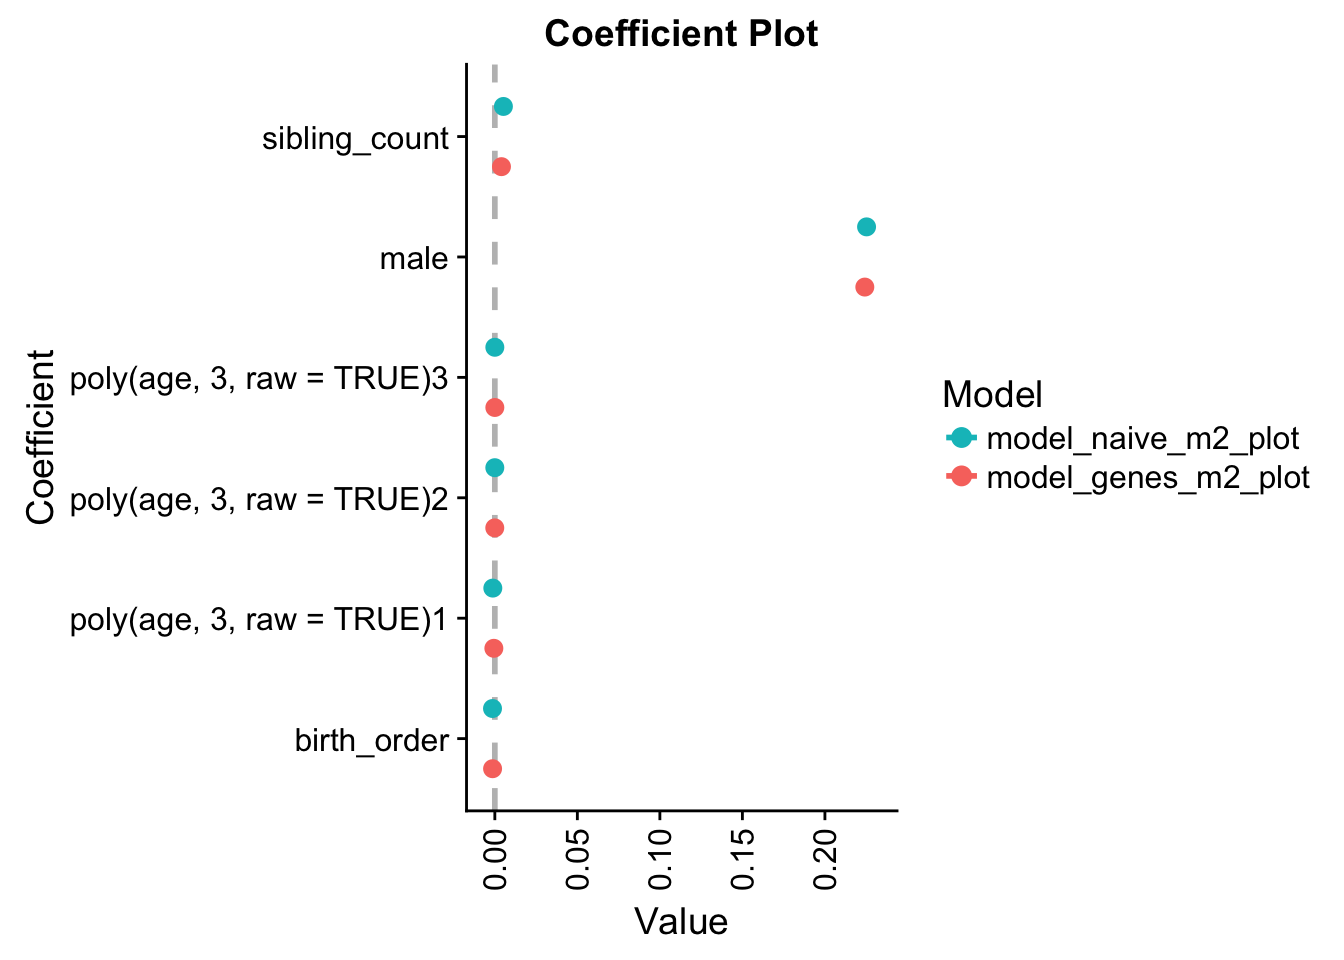 Coefficient Plot
Coefficient
sibling_count
male
poly(age, 3, raw = TRUE)3
poly(age, 3, raw = TRUE)2
poly(age, 3, raw = TRUE)1
birth_order
0.00
0.05
0.10
0.15
0.20
Value
Model
model_naive_m2_plot
model_genes_m2_plot